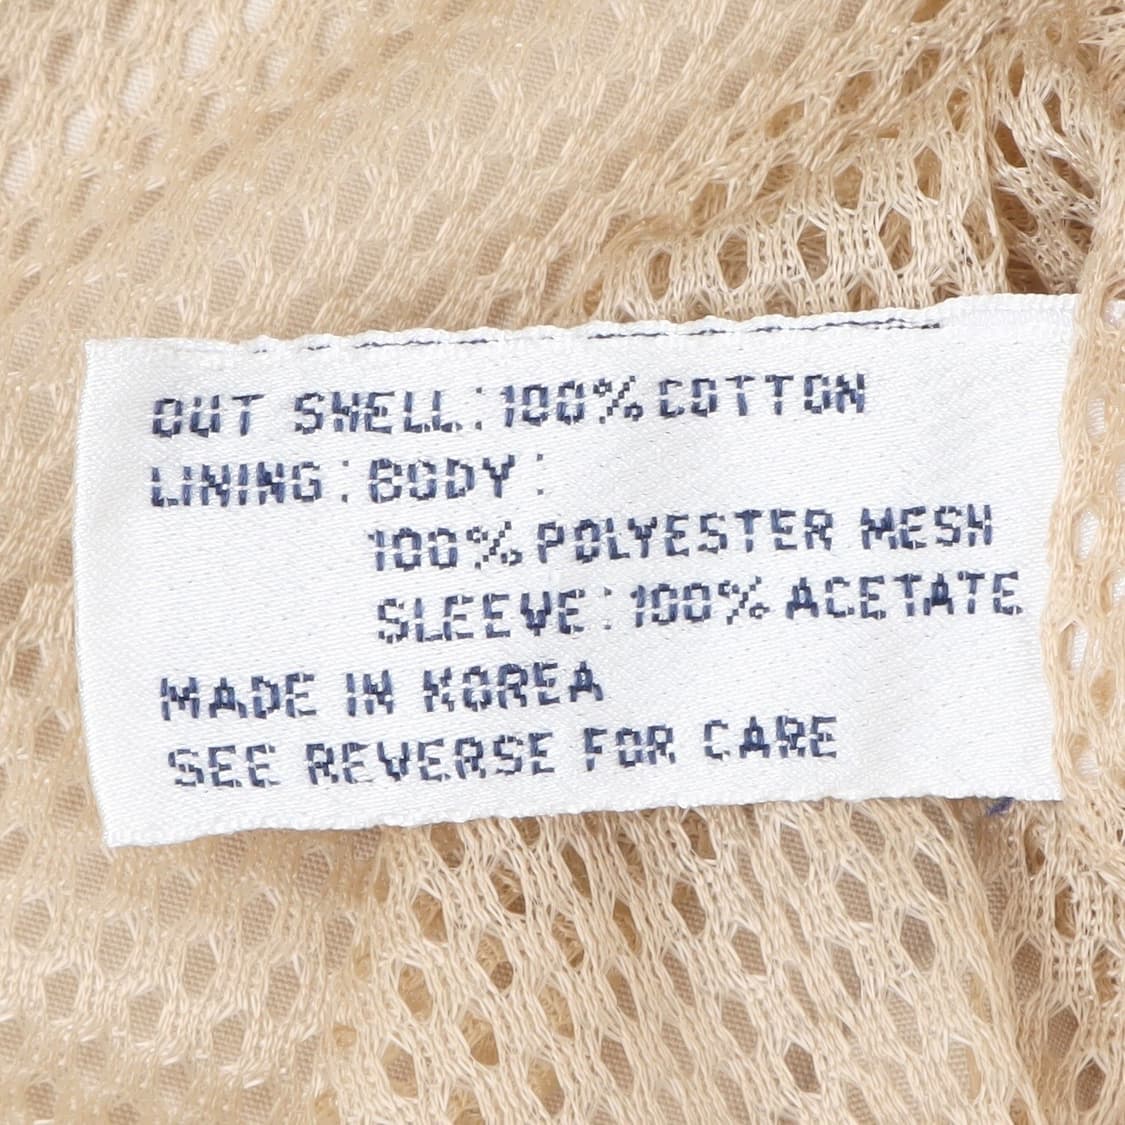 OUT SHELL:100%COTTON
LINING:BODY:
100%POLYESTER MESH
SLEEVE:100%ACETATE
MADE IN KOREA
SEE REVERSE FOR CARE